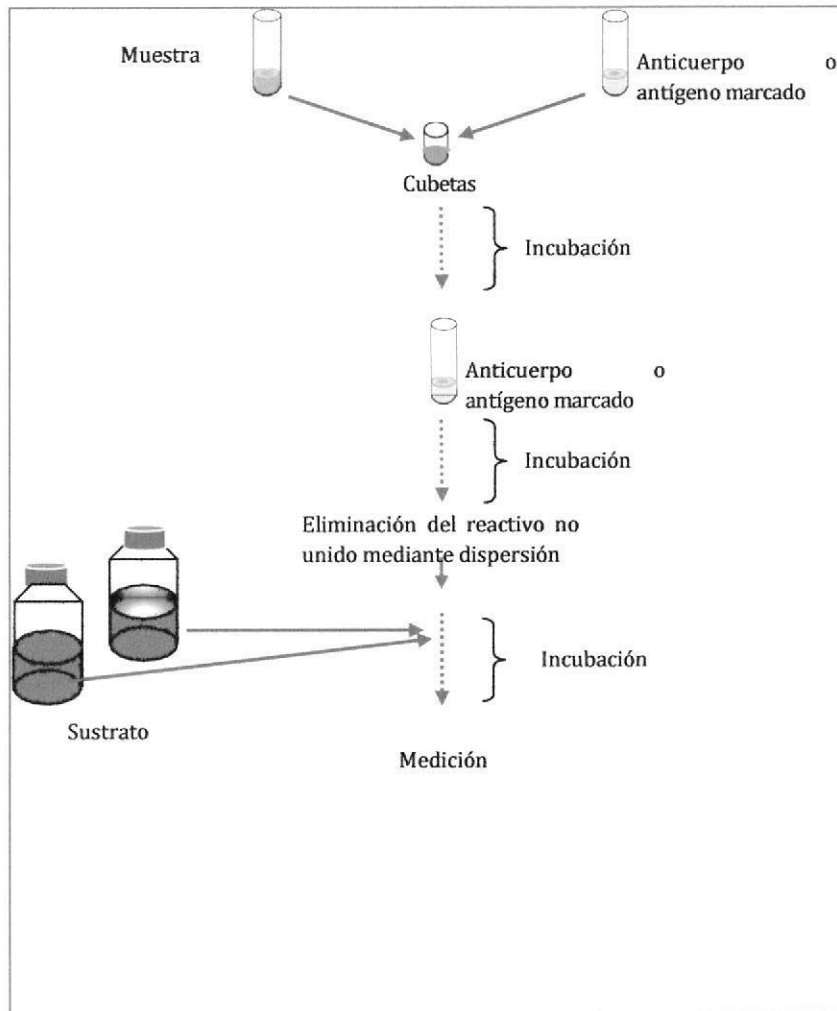 Muestra
Anticuerpo o
antígeno marcado
Cubetas
Incubación
Anticuerpo o
antígeno marcado
Incubación
Eliminación del reactivo no
unido mediante dispersión
Incubación
Sustrato
Medición